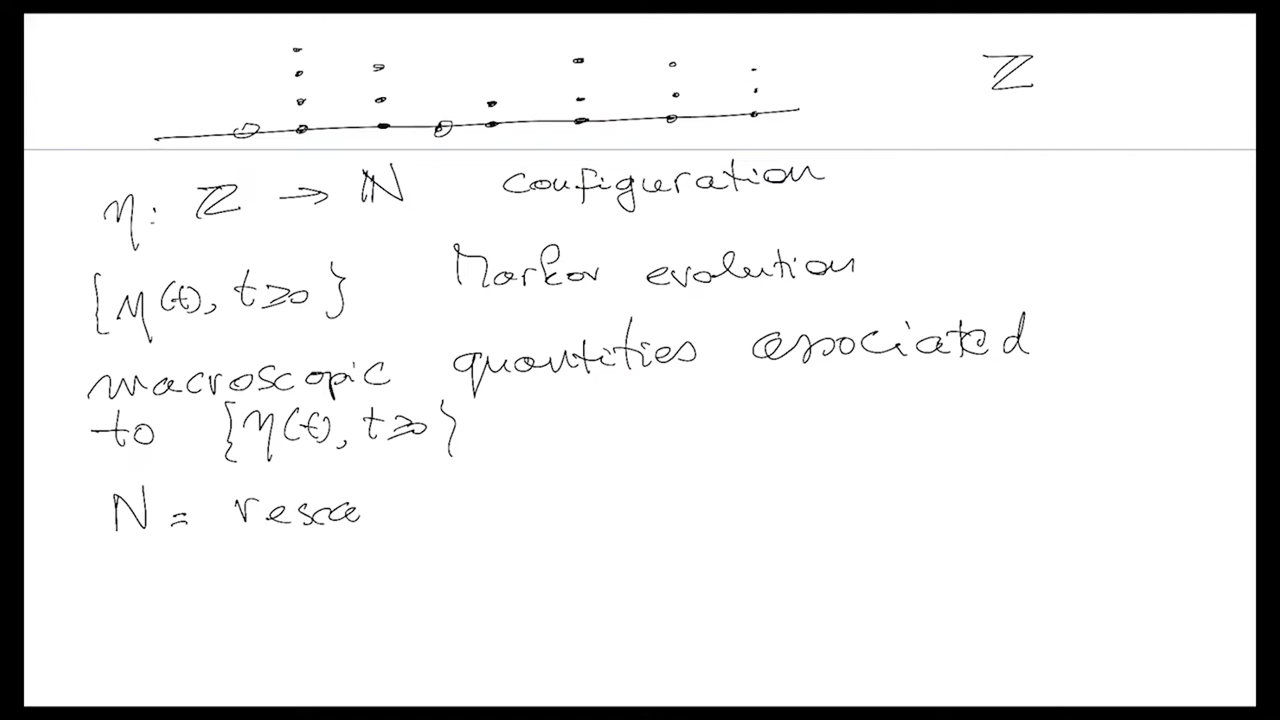 ℤ
η: ℤ → ℕ configuration
{η(t), t≥0} Markov evolution
macroscopic quantities associated
to {η(t), t≥0}
N = resca